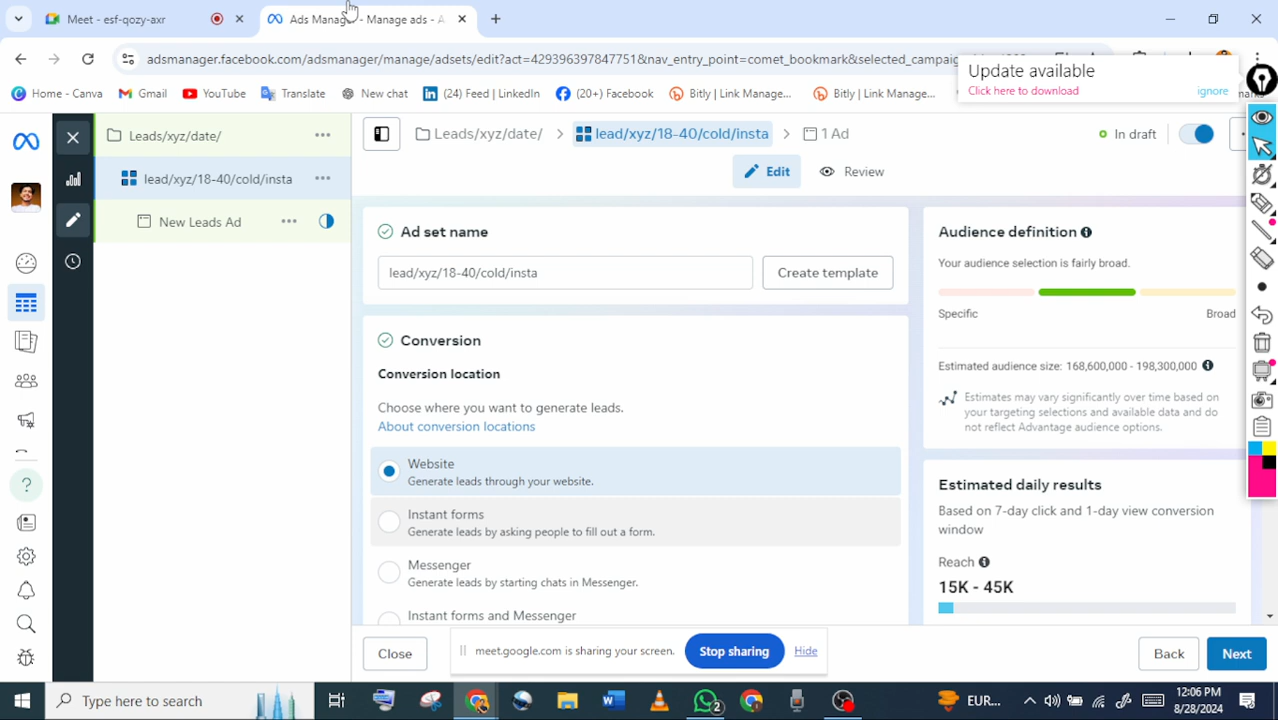 Meet - esf-qozy-axr
Ads Manager - Manage ads - A
adsmanager.facebook.com/adsmanager/manage/adsets/edit?act=429396397847751&nav_entry_point=comet_bookmark&selected_campai
Update available
Click here to download
ignore
Home - Canva
Gmail
YouTube
Translate
New chat
(24) Feed | LinkedIn
(20+) Facebook
Bitly | Link Manage...
Bitly | Link Manage...
Leads/xyz/date/
lead/xyz/18-40/cold/insta
New Leads Ad
Leads/xyz/date/
lead/xyz/18-40/cold/insta
1 Ad
In draft
Edit
Review
Ad set name
lead/xyz/18-40/cold/insta
Create template
Conversion
Conversion location
Choose where you want to generate leads.
About conversion locations
Website
Generate leads through your website.
Instant forms
Generate leads by asking people to fill out a form.
Messenger
Generate leads by starting chats in Messenger.
Instant forms and Messenger
Audience definition
Your audience selection is fairly broad.
Specific
Broad
Estimated audience size: 168,600,000 - 198,300,000
Estimates may vary significantly over time based on
your targeting selections and available data and do
not reflect Advantage audience options.
Estimated daily results
Based on 7-day click and 1-day view conversion
window
Reach
15K - 45K
Close
meet.google.com is sharing your screen.
Stop sharing
Hide
Back
Next
Type here to search
2
EUR...
12:06 PM
8/28/2024